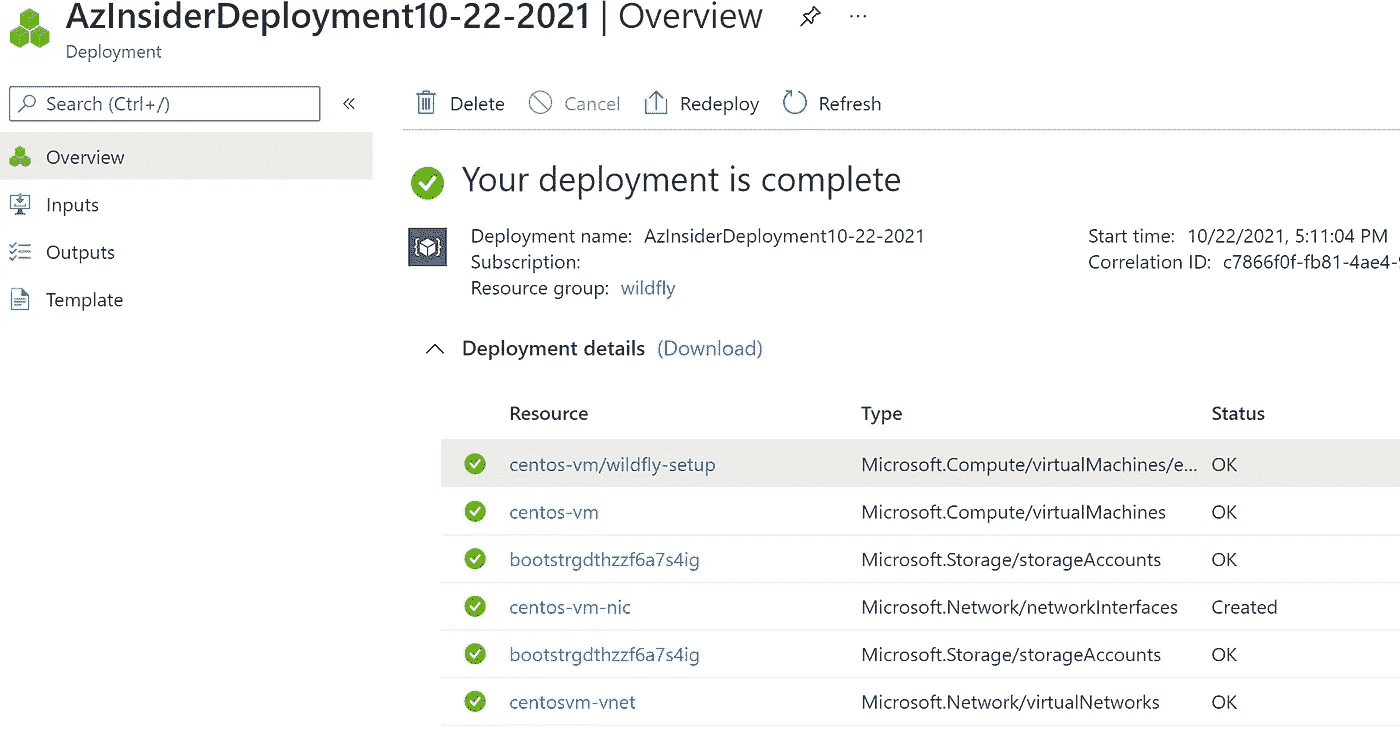 AzInsiderDeployment10-22-2021 | Overview ...
Deployment
Search (Ctrl+/) «
Delete Cancel Redeploy Refresh
Overview
Inputs
Outputs
Template
Your deployment is complete
Deployment name: AzInsiderDeployment10-22-2021
Subscription:
Resource group: wildfly
Start time: 10/22/2021, 5:11:04 PM
Correlation ID: c7866f0f-fb81-4ae4-
Deployment details (Download)
Resource Type Status
centos-vm/wildfly-setup Microsoft.Compute/virtualMachines/e... OK
centos-vm Microsoft.Compute/virtualMachines OK
bootstrgdthzzf6a7s4ig Microsoft.Storage/storageAccounts OK
centos-vm-nic Microsoft.Network/networkInterfaces Created
bootstrgdthzzf6a7s4ig Microsoft.Storage/storageAccounts OK
centosvm-vnet Microsoft.Network/virtualNetworks OK